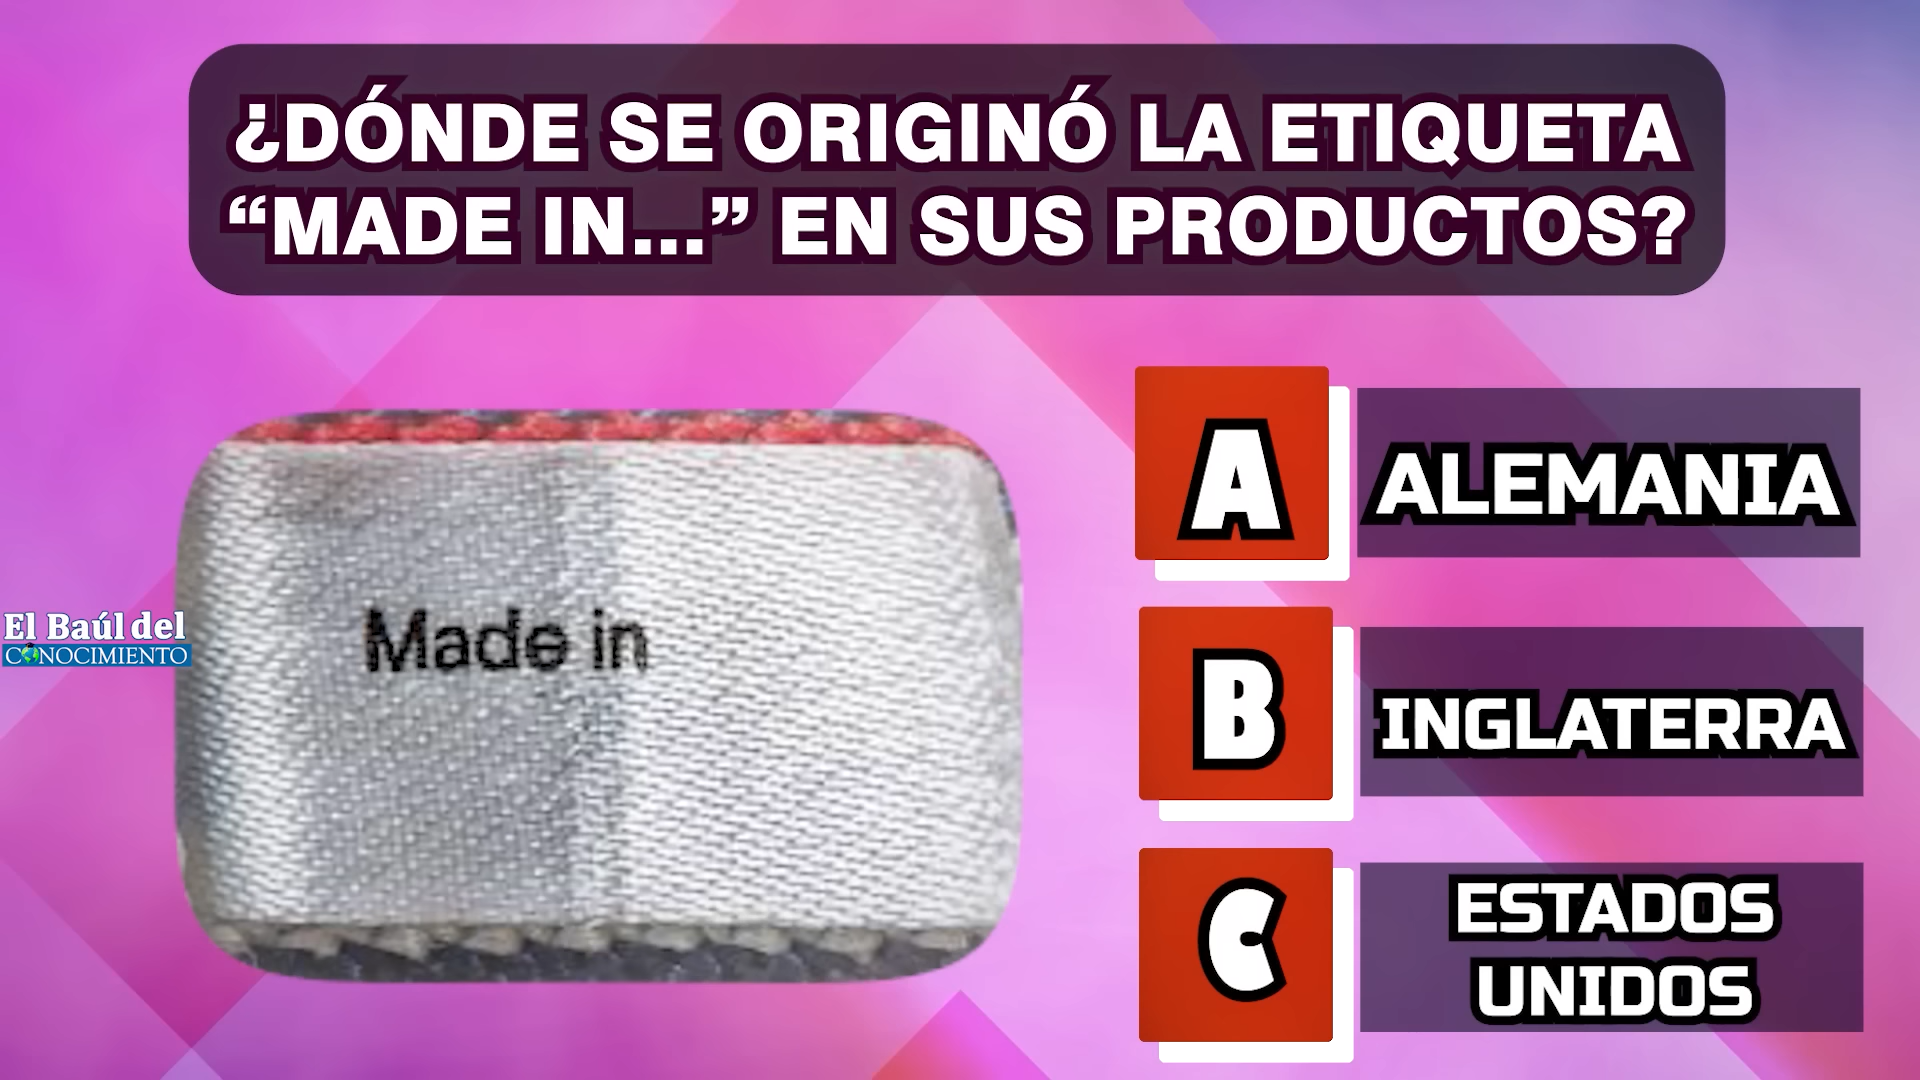 ¿DÓNDE SE ORIGINÓ LA ETIQUETA
“MADE IN...” EN SUS PRODUCTOS?
Made in
El Baúl del
CONOCIMIENTO
A
ALEMANIA
B
INGLATERRA
C
ESTADOS
UNIDOS